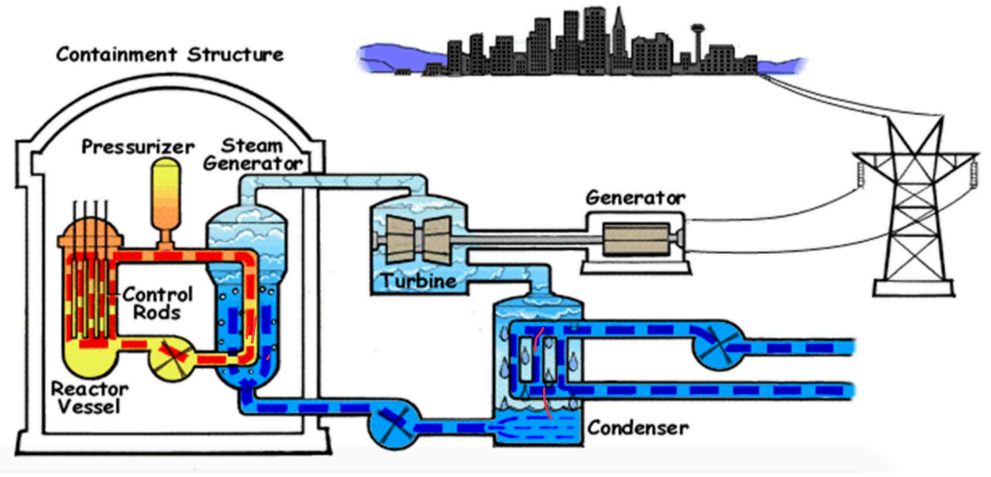 Containment Structure
Pressurizer
Steam
Generator
Control
Rods
Reactor
Vessel
Turbine
Generator
Condenser